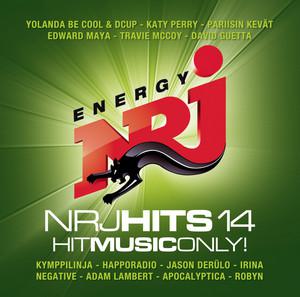 YOLANDA BE COOL & DCUP - KATY PERRY - PARIISIN KEVÄT
EDWARD MAYA - TRAVIE MCCOY - DAVID GUETTA
ENERGY
NRJ
NRJHITS 14
HITMUSICONLY!
KYMPPILINJA - HAPPORADIO - JASON DERÜLO - IRINA
NEGATIVE - ADAM LAMBERT - APOCALYPTICA - ROBYN